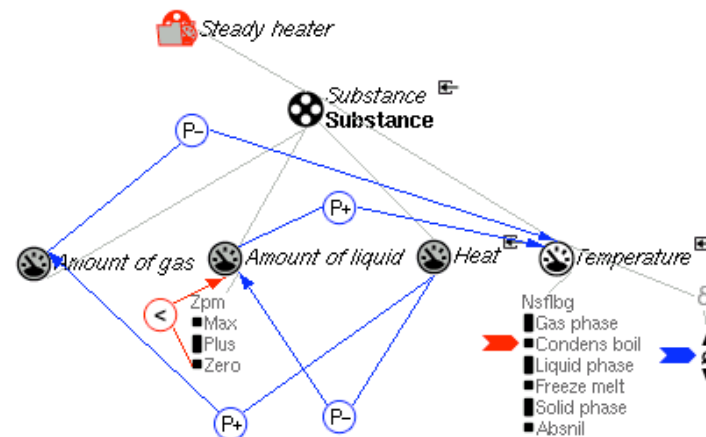 Steady heater
Substance
Substance
P-
P+
Amount of gas
Amount of liquid
Heat
Temperature
<
Zpm
Max
Plus
Zero
Nsflbg
Gas phase
Condens boil
Liquid phase
Freeze melt
Solid phase
Absnil
P+
P-